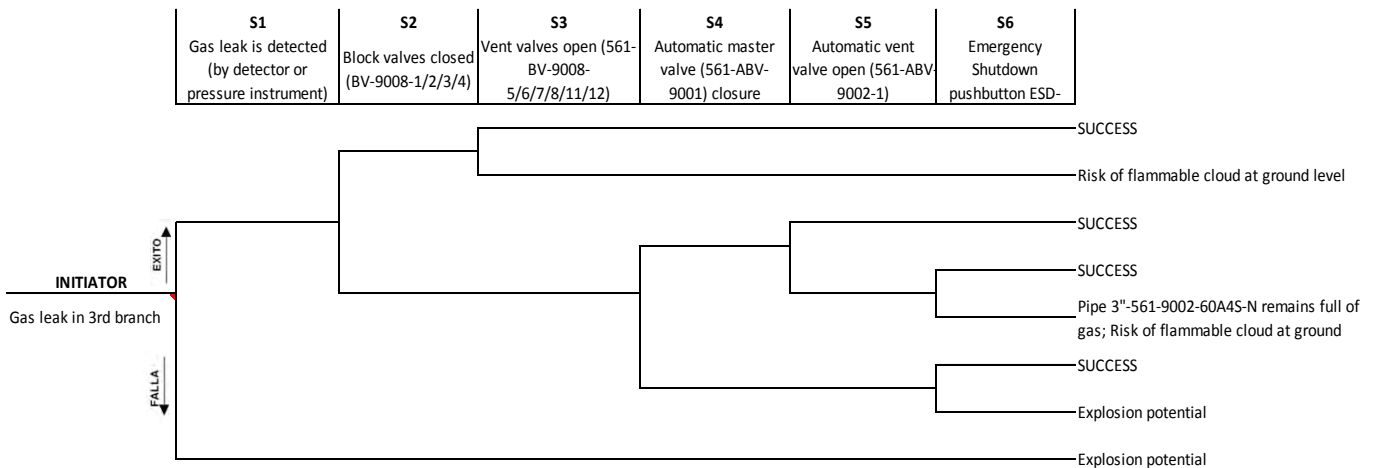 S1
Gas leak is detected
(by detector or
pressure instrument)
S2
Block valves closed
(BV-9008-1/2/3/4)
S3
Vent valves open (561-
BV-9008-
5/6/7/8/11/12)
S4
Automatic master
valve (561-ABV-
9001) closure
S5
Automatic vent
valve open (561-ABV-
9002-1)
S6
Emergency
Shutdown
pushbutton ESD-
SUCCESS
Risk of flammable cloud at ground level
SUCCESS
EXITO
SUCCESS
INITIATOR
Gas leak in 3rd branch
Pipe 3"-561-9002-60A4S-N remains full of
gas; Risk of flammable cloud at ground
SUCCESS
FALLA
Explosion potential
Explosion potential